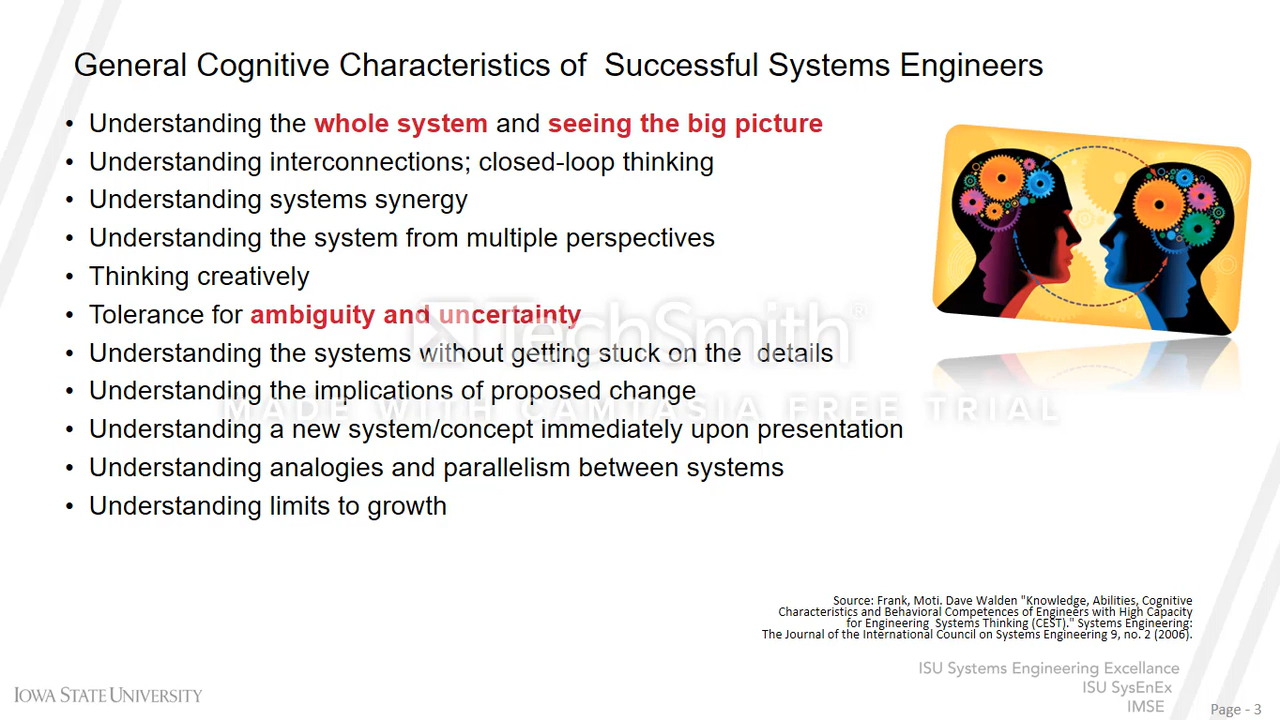 General Cognitive Characteristics of Successful Systems Engineers
• Understanding the whole system and seeing the big picture
• Understanding interconnections; closed-loop thinking
• Understanding systems synergy
• Understanding the system from multiple perspectives
• Thinking creatively
• Tolerance for ambiguity and uncertainty
• Understanding the systems without getting stuck on the details
• Understanding the implications of proposed change
• Understanding a new system/concept immediately upon presentation
• Understanding analogies and parallelism between systems
• Understanding limits to growth
TechSmith®
MADE WITH CAMTASIA FREE TRIAL
Source: Frank, Moti. Dave Walden "Knowledge, Abilities, Cognitive
Characteristics and Behavioral Competences of Engineers with High Capacity
for Engineering Systems Thinking (CEST)." Systems Engineering:
The Journal of the International Council on Systems Engineering 9, no. 2 (2006).
ISU Systems Engineering Excellance
ISU SysEnEx
IMSE
IOWA STATE UNIVERSITY
Page - 3